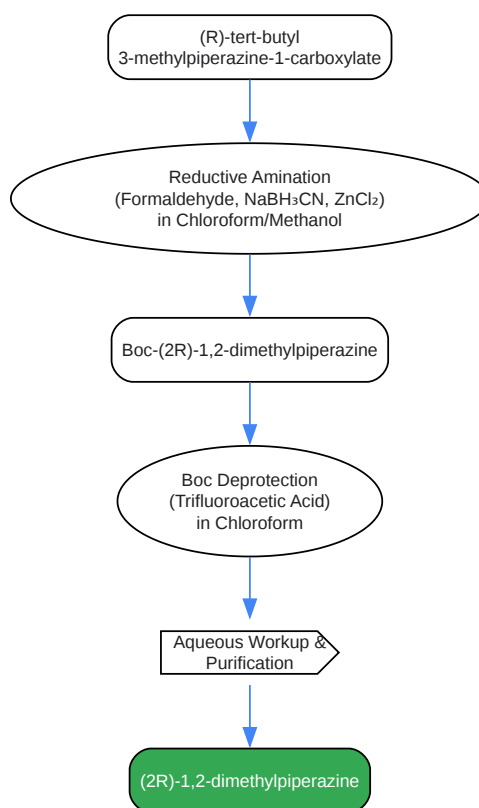 (R)-tert-butyl
3-methylpiperazine-1-carboxylate
Reductive Amination
(Formaldehyde, NaBH₃CN, ZnCl₂)
in Chloroform/Methanol
Boc-(2R)-1,2-dimethylpiperazine
Boc Deprotection
(Trifluoroacetic Acid)
in Chloroform
Aqueous Workup &
Purification
(2R)-1,2-dimethylpiperazine